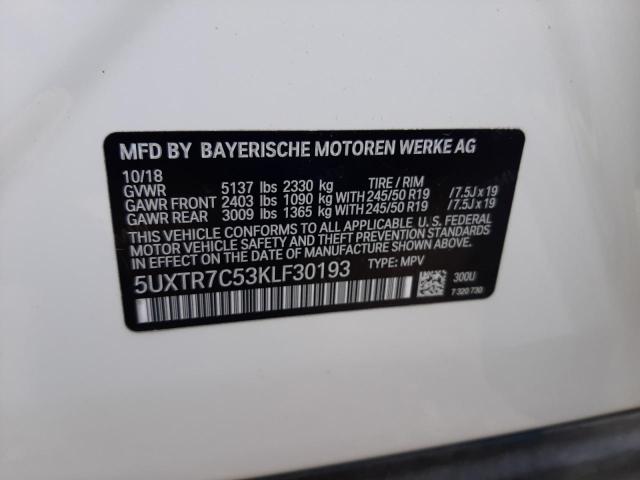 MFD BY BAYERISCHE MOTOREN WERKE AG
10/18
GVWR 5137 lbs 2330 kg TIRE / RIM
GAWR FRONT 2403 lbs 1090 kg WITH 245/50 R19 / 7.5J x 19
GAWR REAR 3009 lbs 1365 kg WITH 245/50 R19 / 7.5J x 19
THIS VEHICLE CONFORMS TO ALL APPLICABLE U. S. FEDERAL
MOTOR VEHICLE SAFETY AND THEFT PREVENTION STANDARDS
IN EFFECT ON THE DATE OF MANUFACTURE SHOWN ABOVE.
5UXTR7C53KLF30193 TYPE: MPV
300U
7 320 730